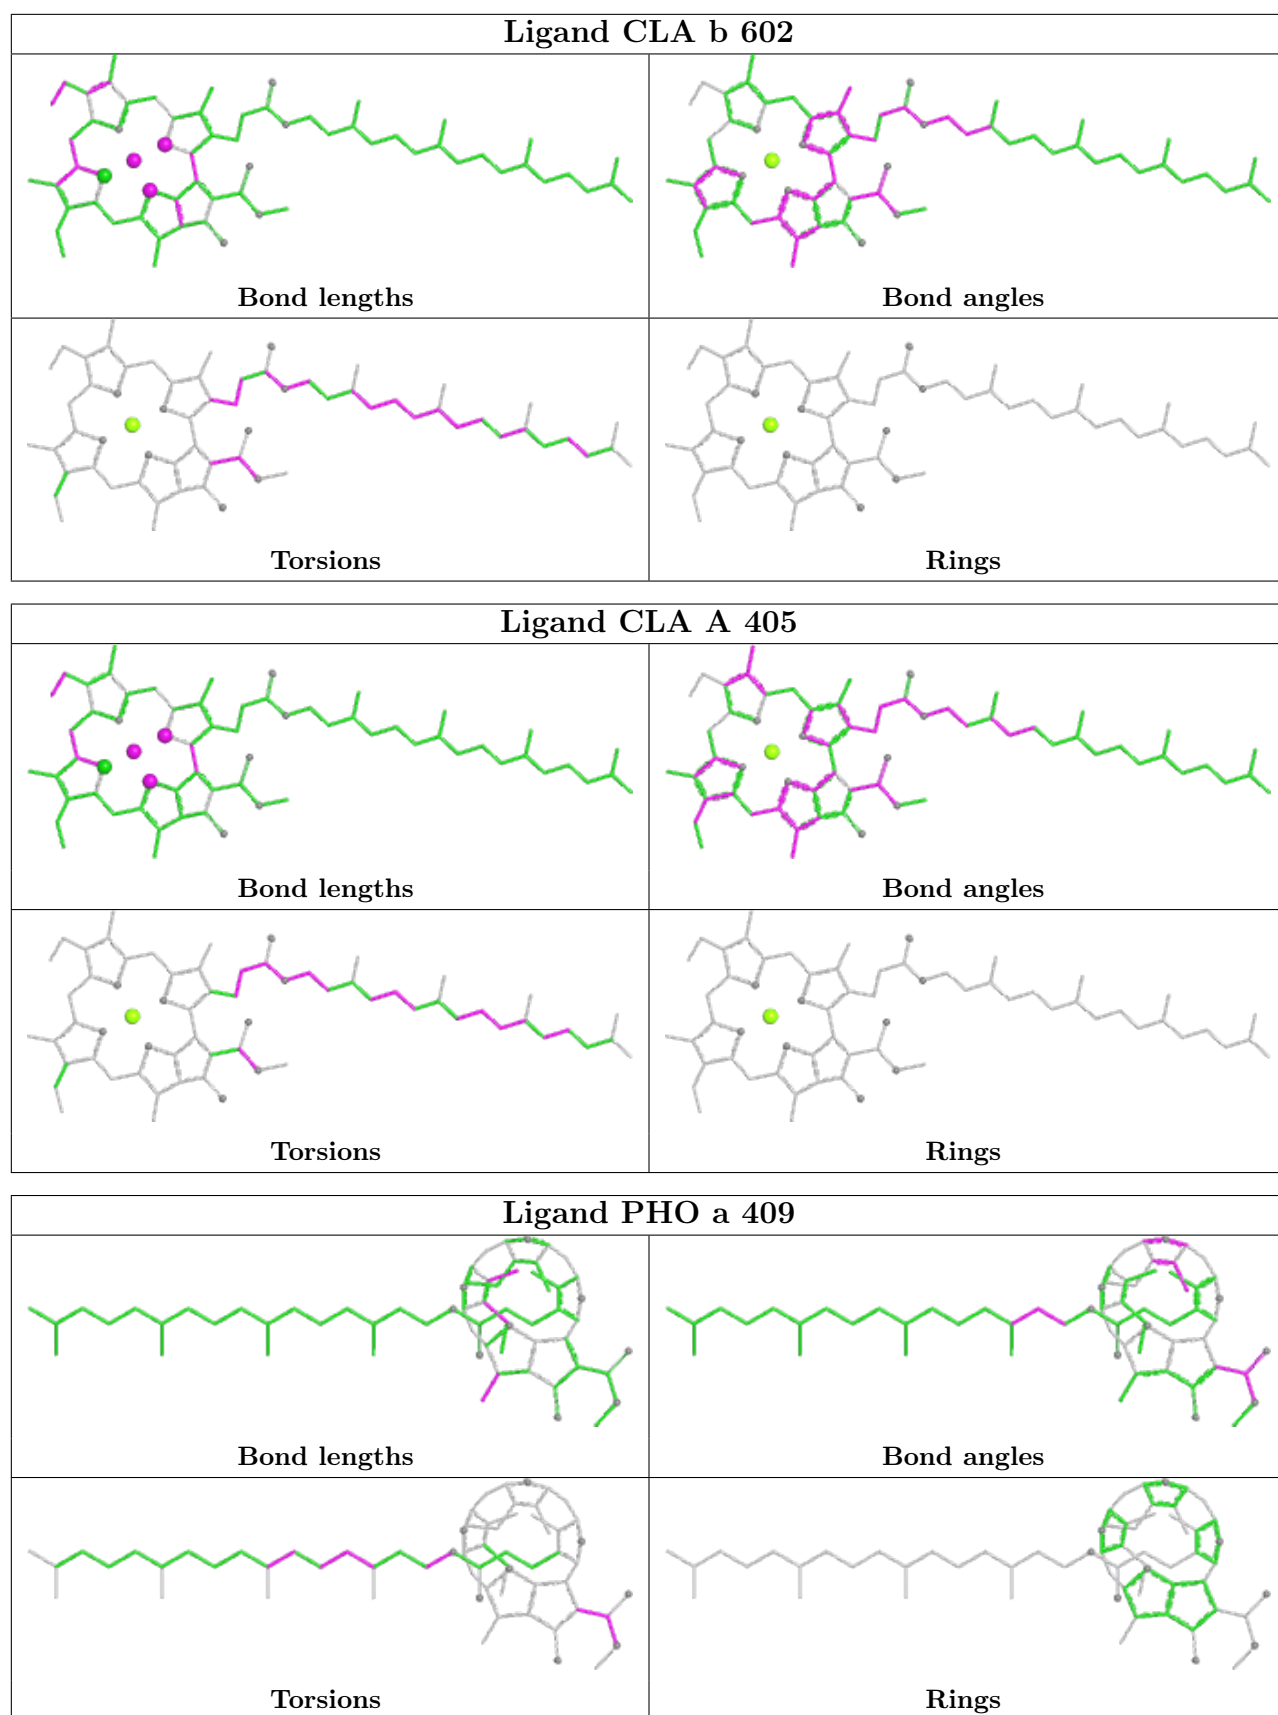 Ligand CLA b 602
Bond lengths
Bond angles
Torsions
Rings
Ligand CLA A 405
Bond lengths
Bond angles
Torsions
Rings
Ligand PHO a 409
Bond lengths
Bond angles
Torsions
Rings